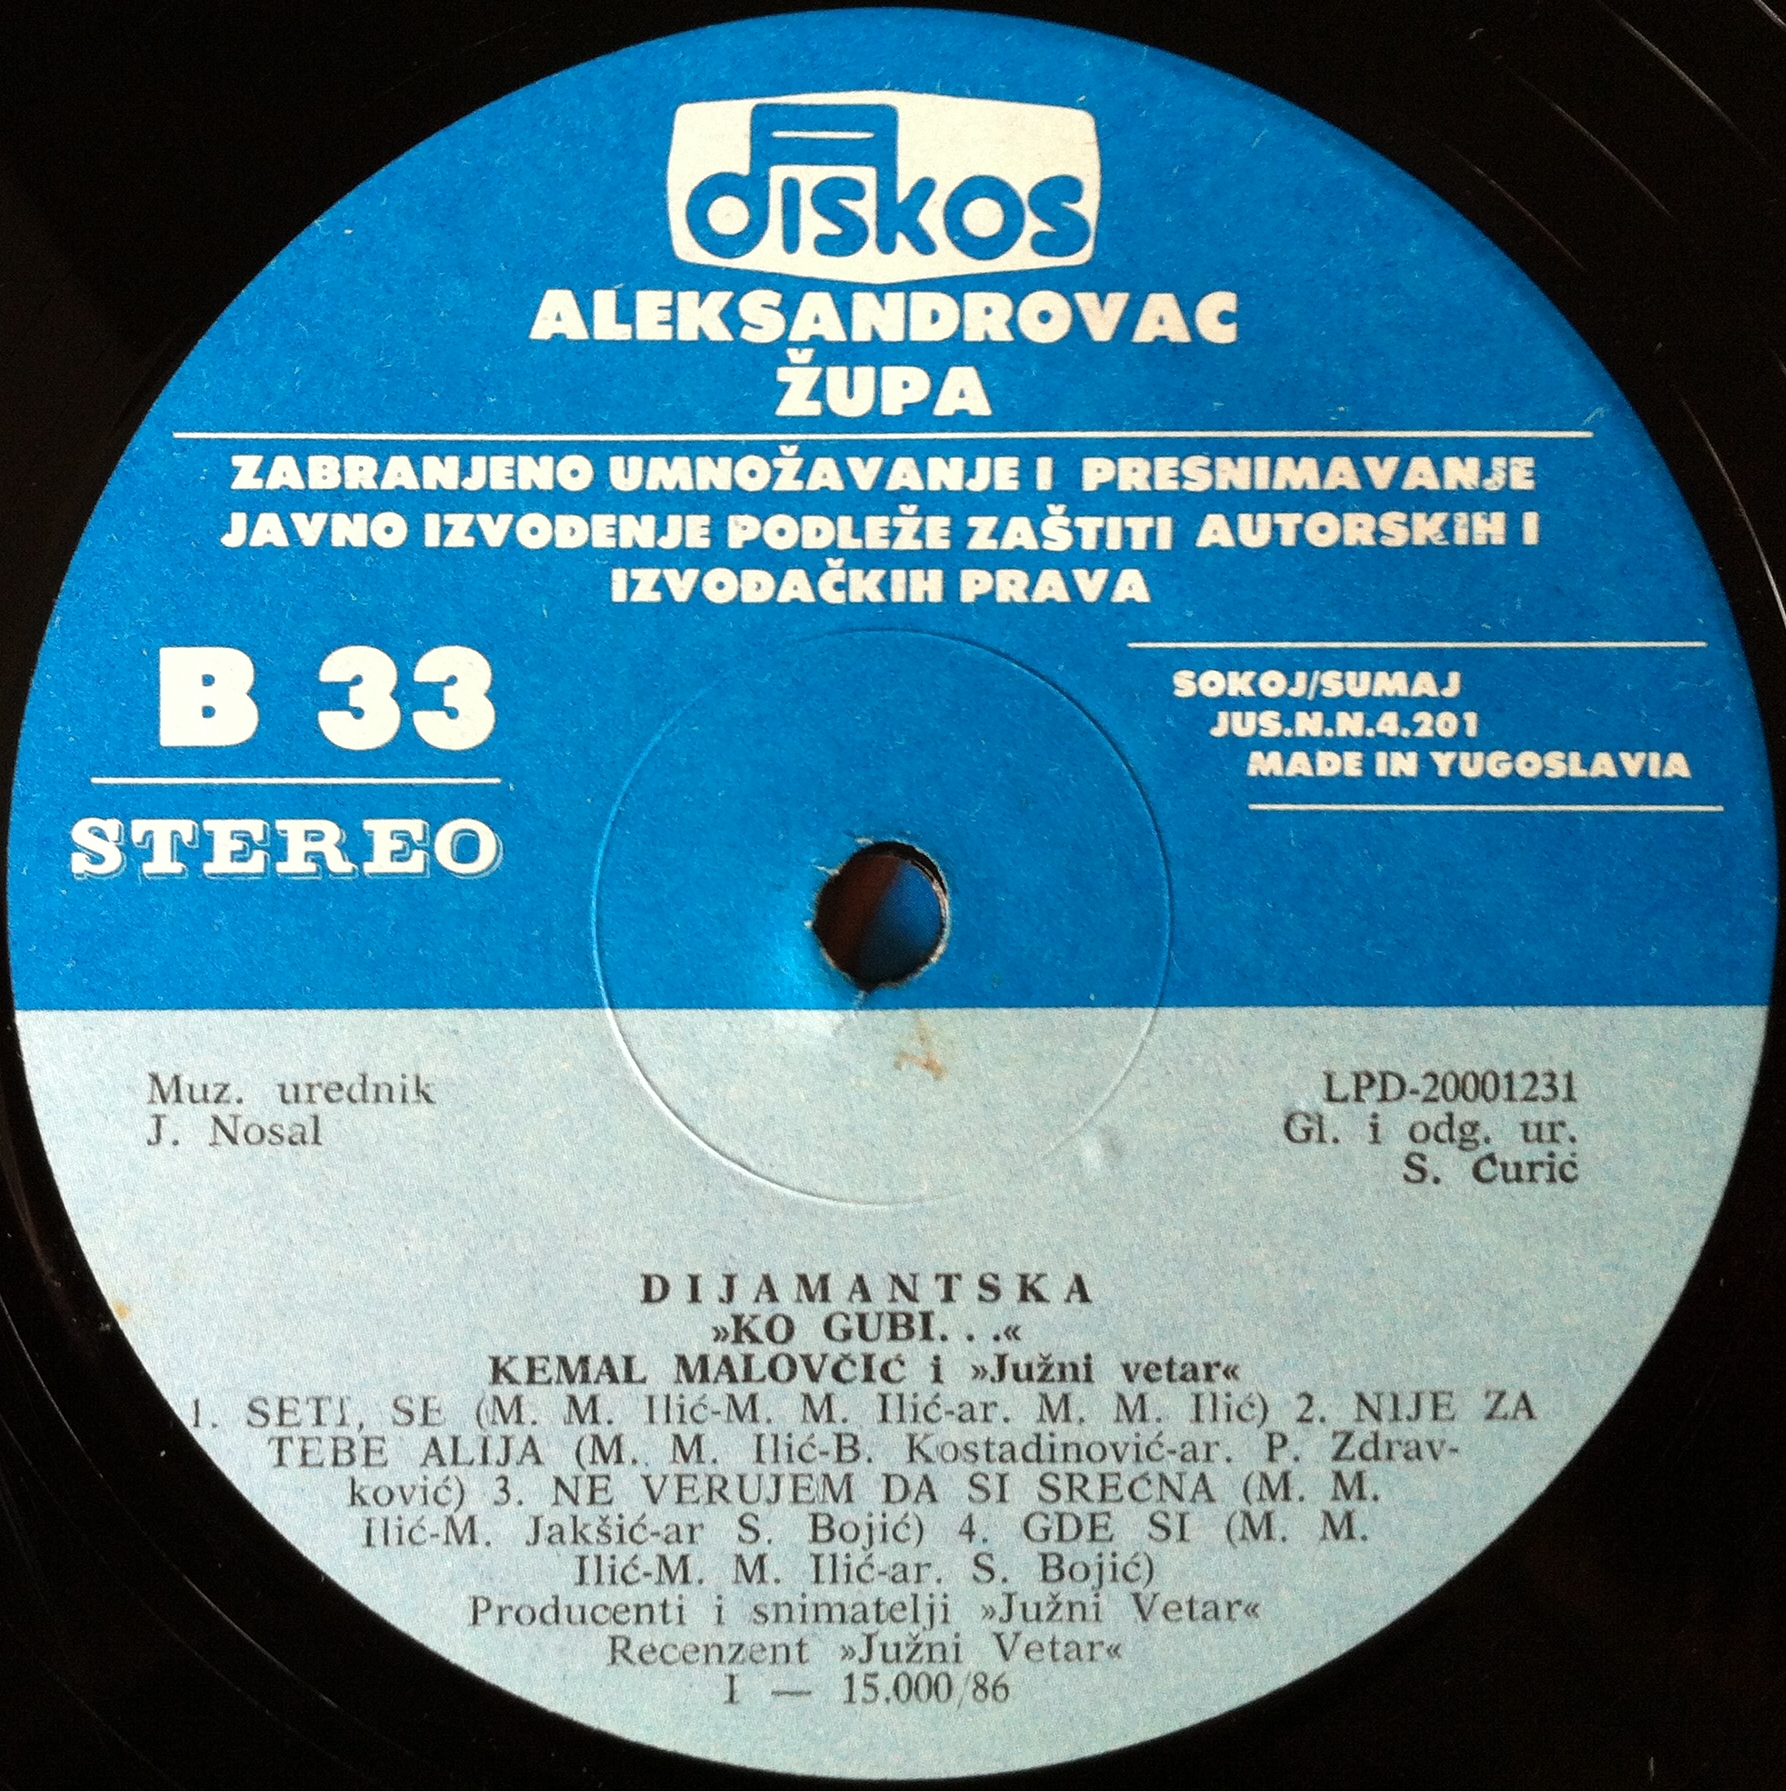 diskos
ALEKSANDROVAC
ŽUPA
ZABRANJENO UMNOŽAVANJE I PRESNIMAVANJE
JAVNO IZVOĐENJE PODLEŽE ZAŠTITI AUTORSKIH I
IZVOĐAČKIH PRAVA
B 33
STEREO
SOKOJ/SUMAJ
JUS.N.N.4.201
MADE IN YUGOSLAVIA
Muz. urednik
J. Nosal
LPD-20001231
Gl. i odg. ur.
S. Ćurić
DIJAMANTSKA
»KO GUBI. . .«
KEMAL MALOVČIĆ i »Južni vetar«
1. SETI, SE (M. M. Ilić-M. M. Ilić-ar. M. M. Ilić) 2. NIJE ZA
TEBE ALIJA (M. M. Ilić-B. Kostadinović-ar. P. Zdrav-
ković) 3. NE VERUJEM DA SI SREĆNA (M. M.
Ilić-M. Jakšić-ar S. Bojić) 4. GDE SI (M. M.
Ilić-M. M. Ilić-ar. S. Bojić)
Producenti i snimatelji »Južni Vetar«
Recenzent »Južni Vetar«
I — 15.000/86